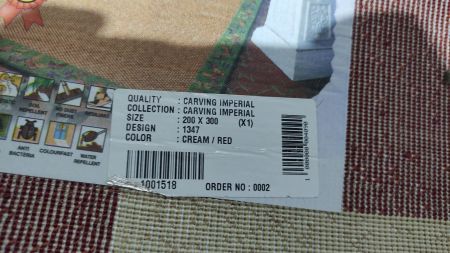 QUALITY : CARVING IMPERIAL
COLLECTION : CARVING IMPERIAL
SIZE : 200 X 300 (X1)
DESIGN : 1347
COLOR : CREAM / RED
1001518
ORDER NO : 0002
SOIL REPELLENT
ANTI BACTERIA
COLOURFAST
WATER REPELLENT